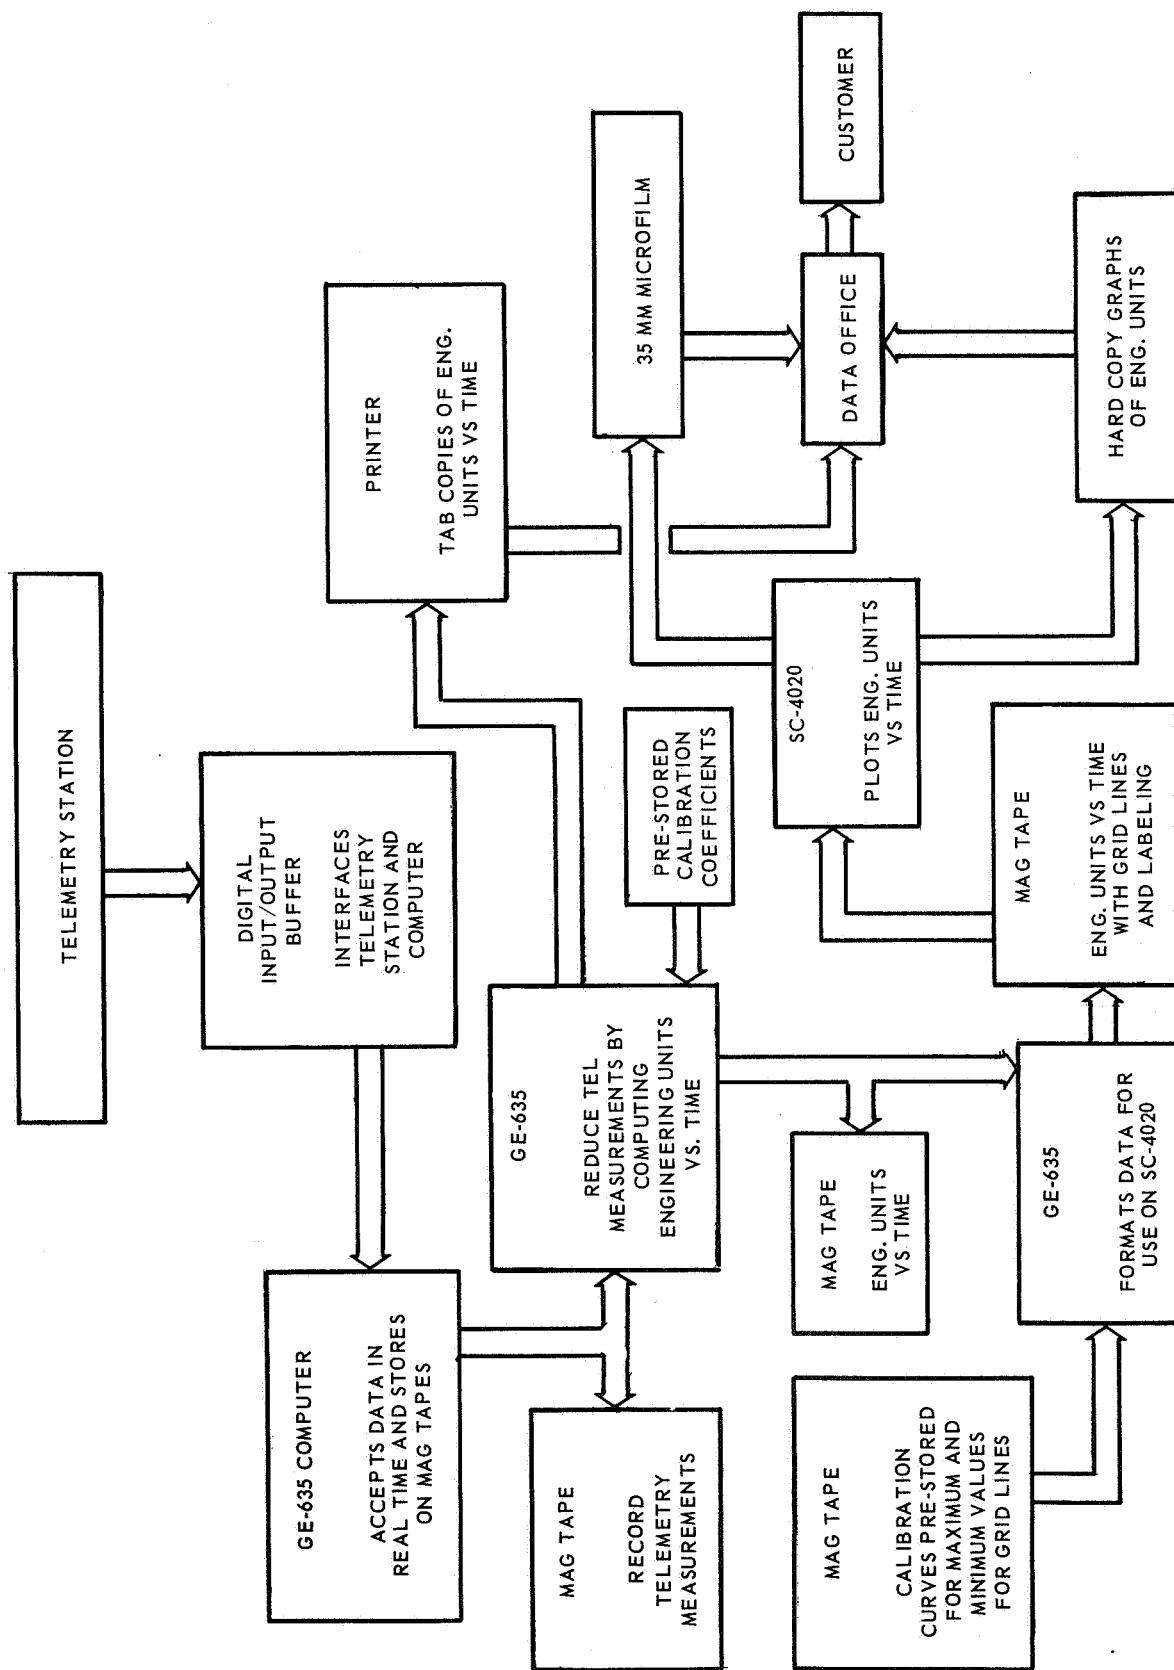 TELEMETRY STATION
DIGITAL
INPUT/OUTPUT
BUFFER
INTERFACES
TELEMETRY
STATION AND
COMPUTER
GE-635 COMPUTER
ACCEPTS DATA IN
REAL TIME AND STORES
ON MAG TAPES
MAG TAPE
RECORD
TELEMETRY
MEASUREMENTS
GE-635
REDUCE TEL
MEASUREMENTS BY
COMPUTING
ENGINEERING UNITS
VS. TIME
PRE-STORED
CALIBRATION
COEFFICIENTS
PRINTER
TAB COPIES OF ENG.
UNITS VS TIME
MAG TAPE
ENG. UNITS
VS TIME
MAG TAPE
CALIBRATION
CURVES PRE-STORED
FOR MAXIMUM AND
MINIMUM VALUES
FOR GRID LINES
GE-635
FORMATS DATA FOR
USE ON SC-4020
MAG TAPE
ENG. UNITS VS TIME
WITH GRID LINES
AND LABELING
SC-4020
PLOTS ENG. UNITS
VS TIME
35 MM MICROFILM
HARD COPY GRAPHS
OF ENG. UNITS
DATA OFFICE
CUSTOMER